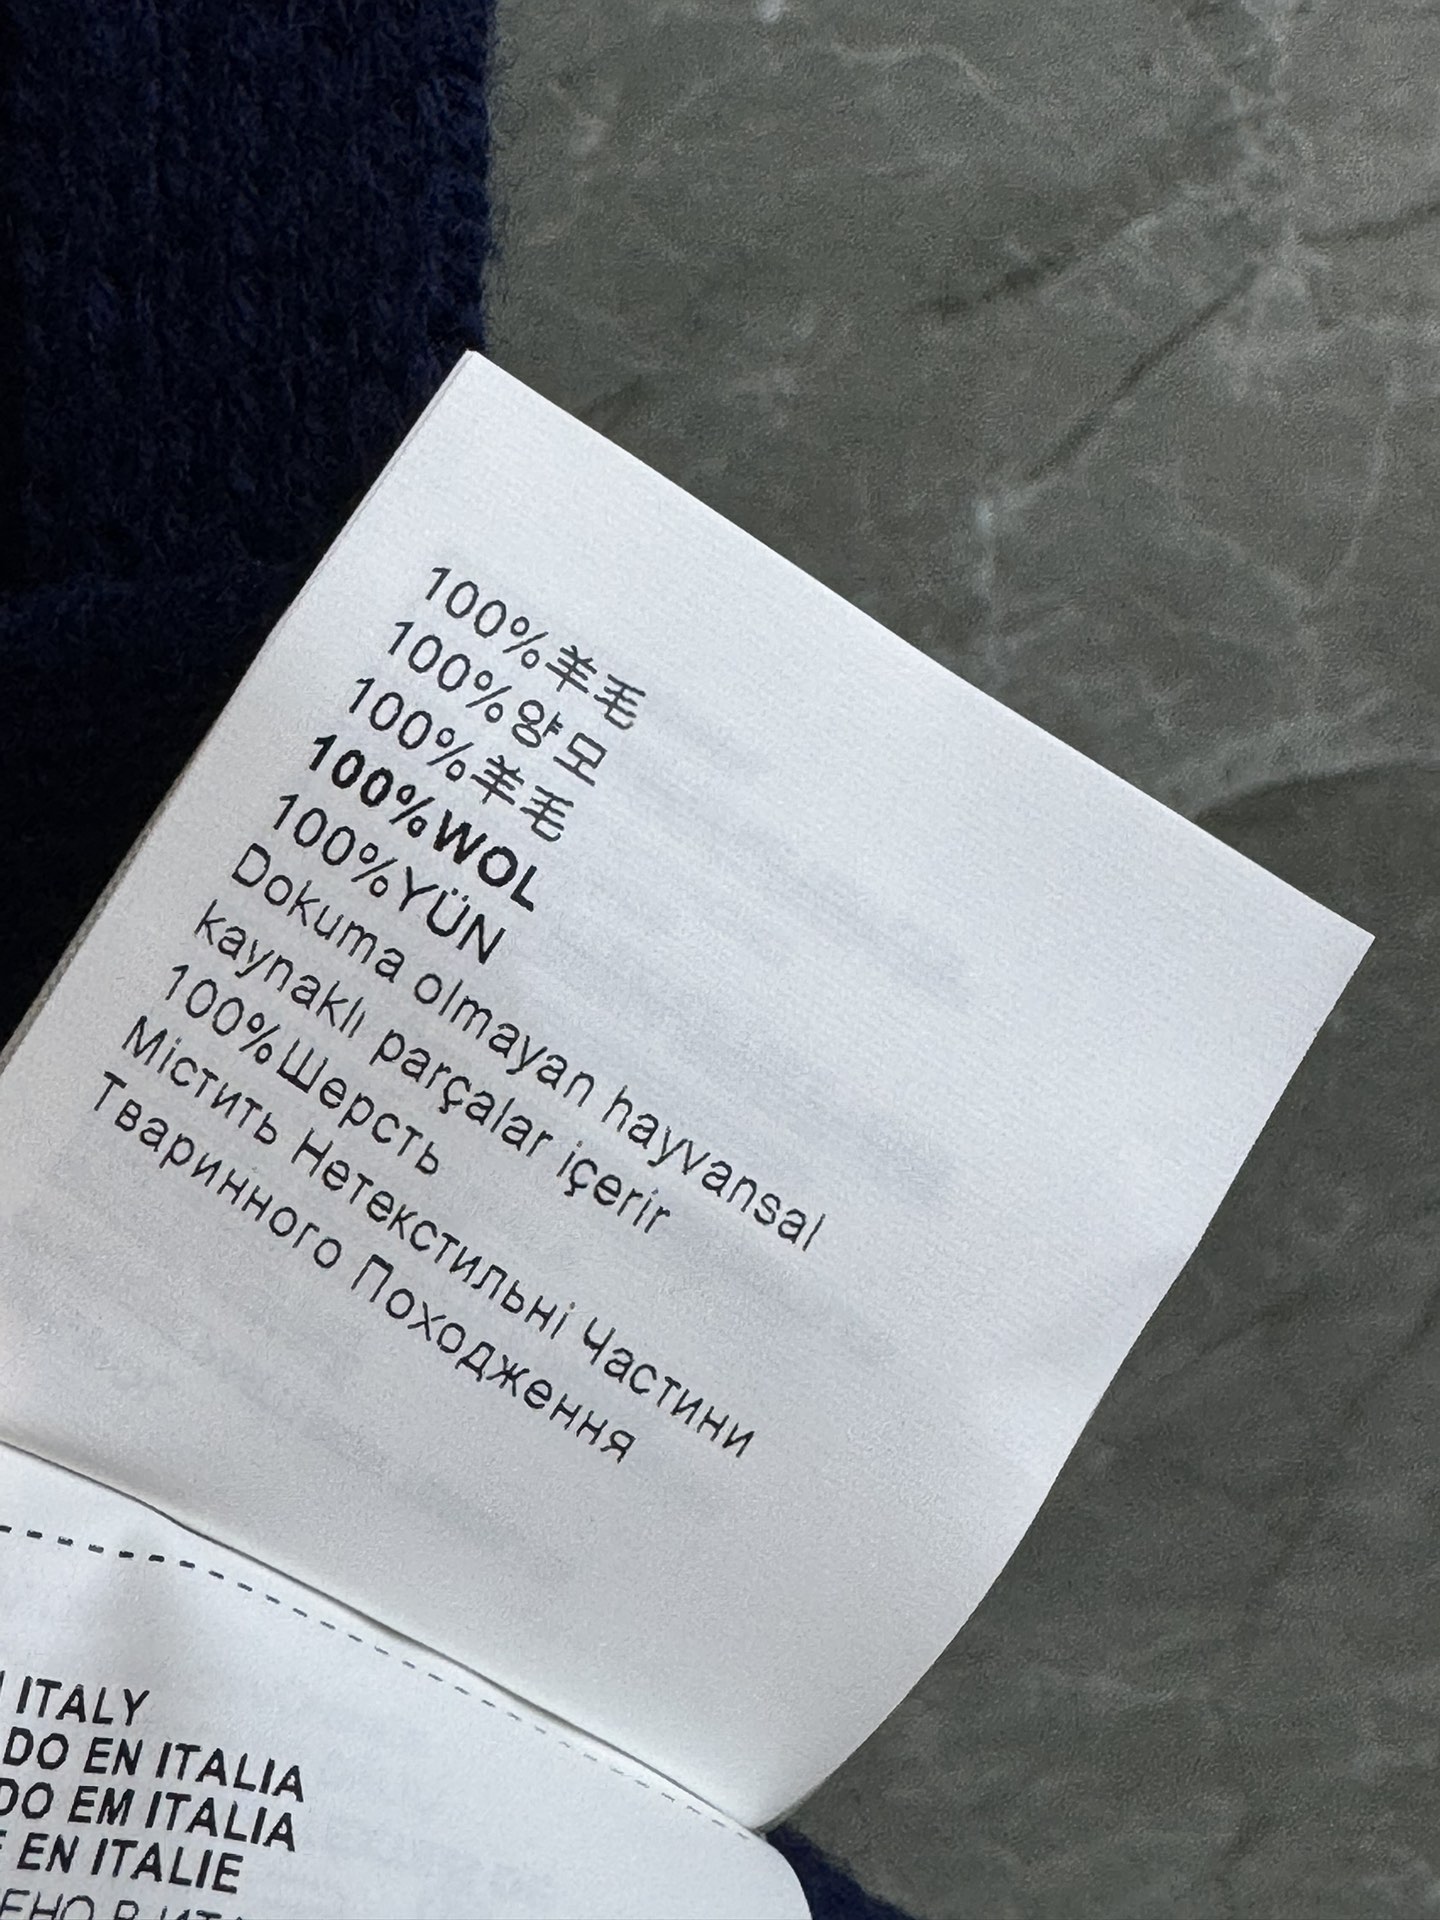 100%羊毛
100%양모
100%羊毛
100%WOL
100%YÜN
Dokuma olmayan hayvansal
kaynaklı parçalar içerir
100%Шерсть
Містить Нетекстильні Частини
Тваринного Походження
ITALY
DO EN ITALIA
DO EM ITALIA
EN ITALIE